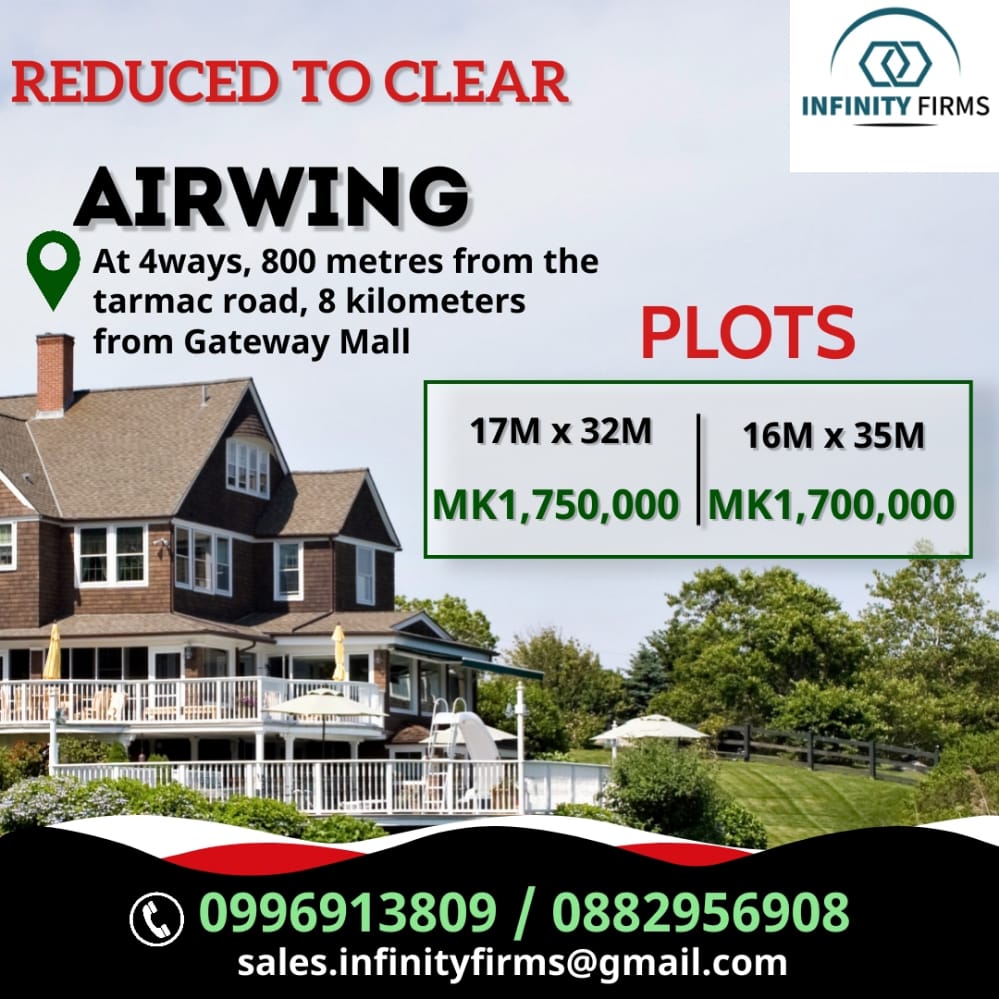 REDUCED TO CLEAR
INFINITY FIRMS
AIRWING
At 4ways, 800 metres from the
tarmac road, 8 kilometers
from Gateway Mall
PLOTS
17M x 32M
MK1,750,000
16M x 35M
MK1,700,000
0996913809 / 0882956908
sales.infinityfirms@gmail.com